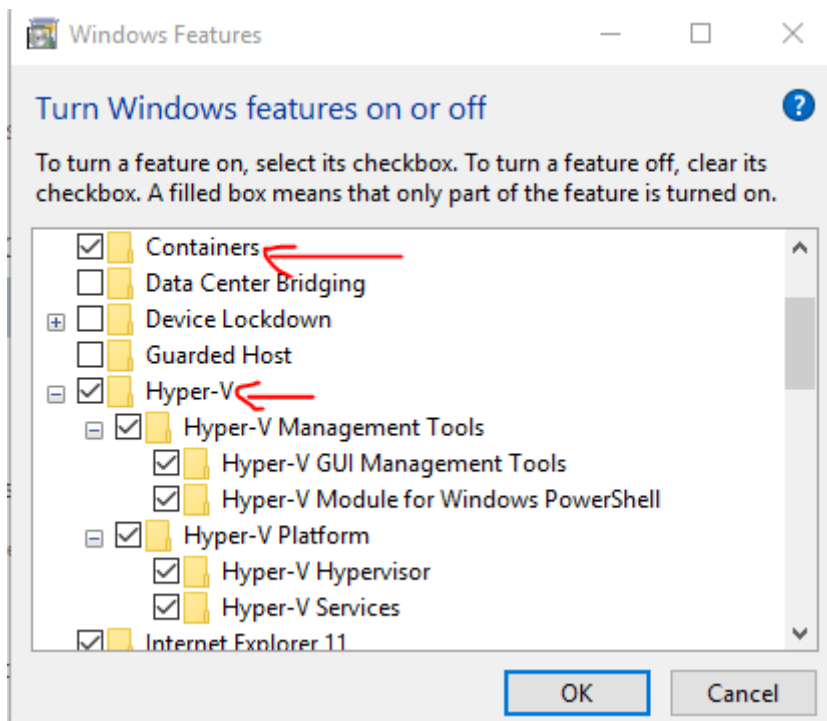 Windows Features
Turn Windows features on or off
To turn a feature on, select its checkbox. To turn a feature off, clear its
checkbox. A filled box means that only part of the feature is turned on.
Containers
Data Center Bridging
Device Lockdown
Guarded Host
Hyper-V
Hyper-V Management Tools
Hyper-V GUI Management Tools
Hyper-V Module for Windows PowerShell
Hyper-V Platform
Hyper-V Hypervisor
Hyper-V Services
Internet Explorer 11
OK
Cancel